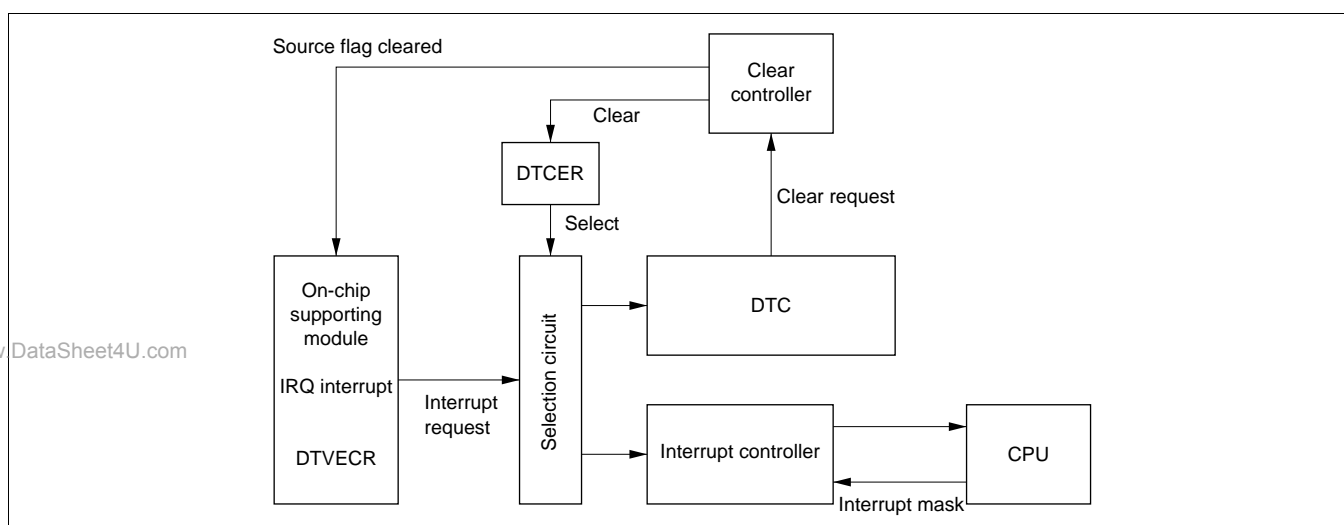 Source flag cleared
Clear
controller
Clear
DTCER
Clear request
Select
On-chip
supporting
module
IRQ interrupt
DTVECR
Interrupt
request
Selection circuit
DTC
Interrupt controller
CPU
Interrupt mask
w.DataSheet4U.com